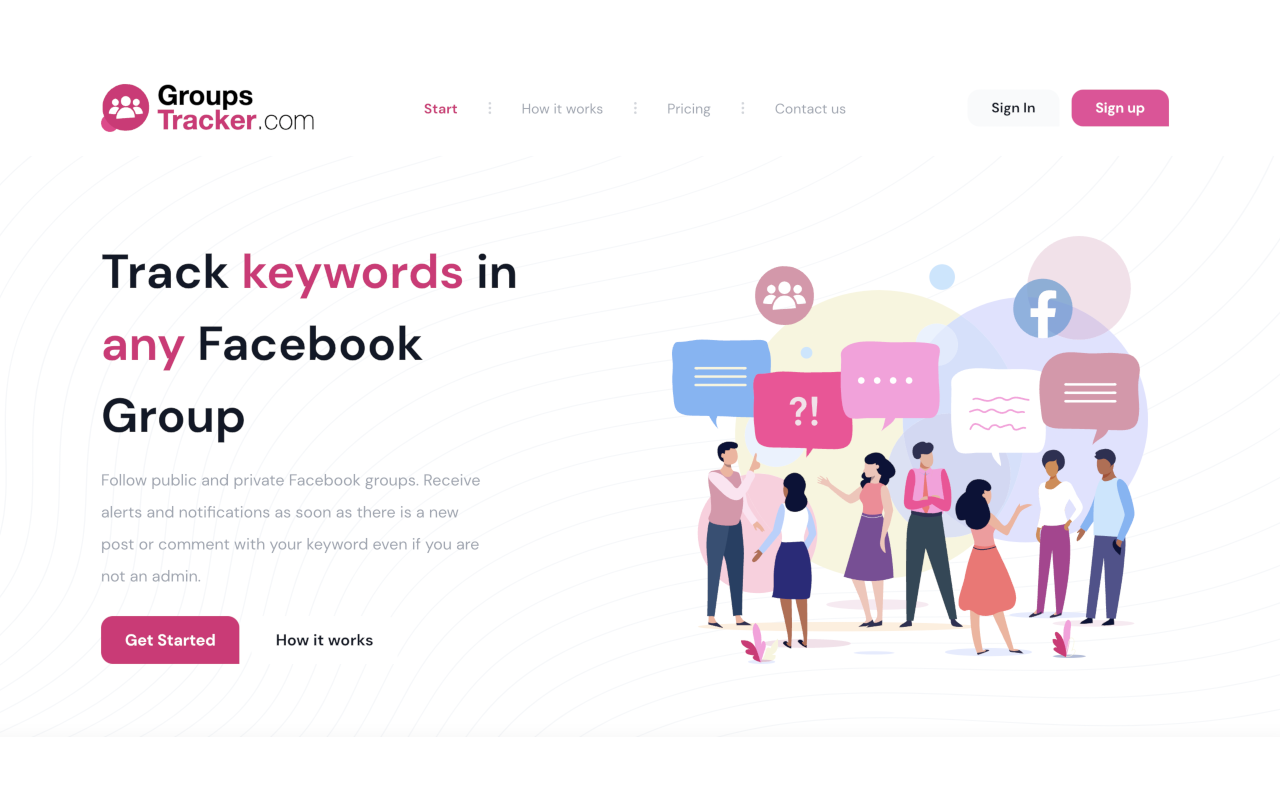 Groups
Tracker.com
Start
How it works
Pricing
Contact us
Sign In
Sign up
Track keywords in
any Facebook
Group
Follow public and private Facebook groups. Receive
alerts and notifications as soon as there is a new
post or comment with your keyword even if you are
not an admin.
Get Started
How it works
?!
f